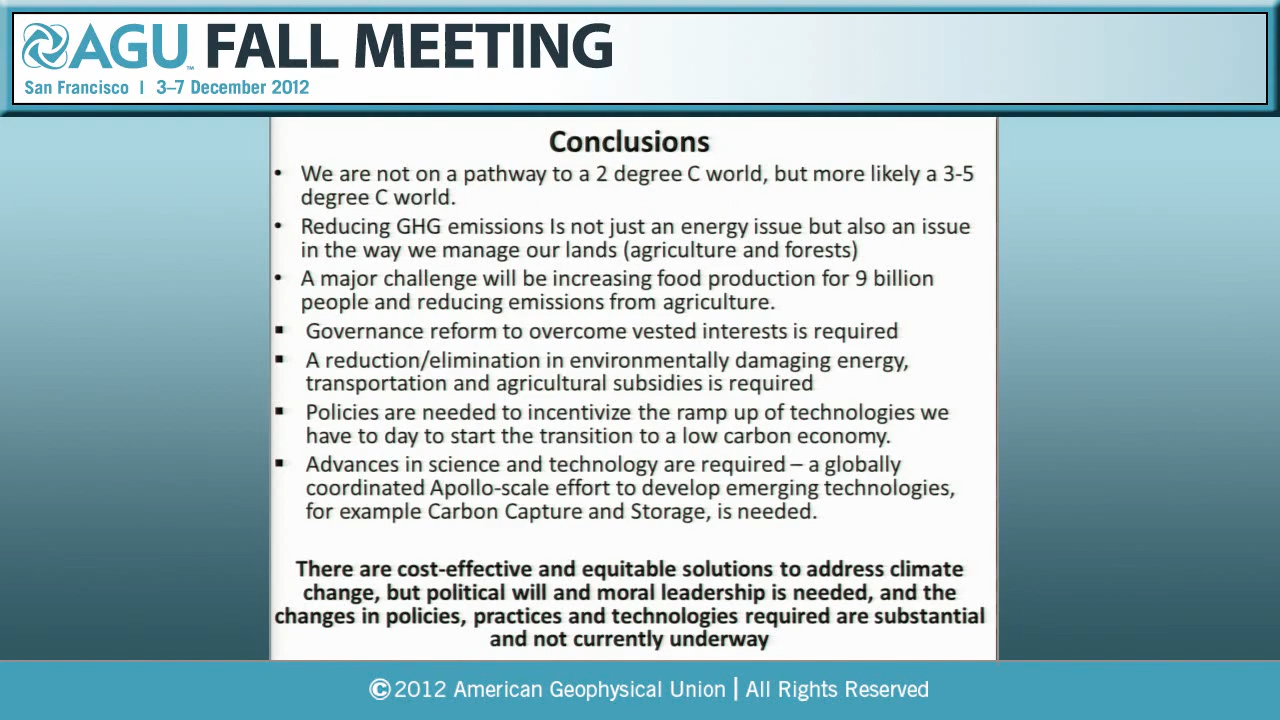 AGU™ FALL MEETING
San Francisco | 3–7 December 2012
Conclusions
• We are not on a pathway to a 2 degree C world, but more likely a 3-5
degree C world.
• Reducing GHG emissions Is not just an energy issue but also an issue
in the way we manage our lands (agriculture and forests)
• A major challenge will be increasing food production for 9 billion
people and reducing emissions from agriculture.
▪ Governance reform to overcome vested interests is required
▪ A reduction/elimination in environmentally damaging energy,
transportation and agricultural subsidies is required
▪ Policies are needed to incentivize the ramp up of technologies we
have to day to start the transition to a low carbon economy.
▪ Advances in science and technology are required – a globally
coordinated Apollo-scale effort to develop emerging technologies,
for example Carbon Capture and Storage, is needed.
There are cost-effective and equitable solutions to address climate
change, but political will and moral leadership is needed, and the
changes in policies, practices and technologies required are substantial
and not currently underway
©2012 American Geophysical Union | All Rights Reserved